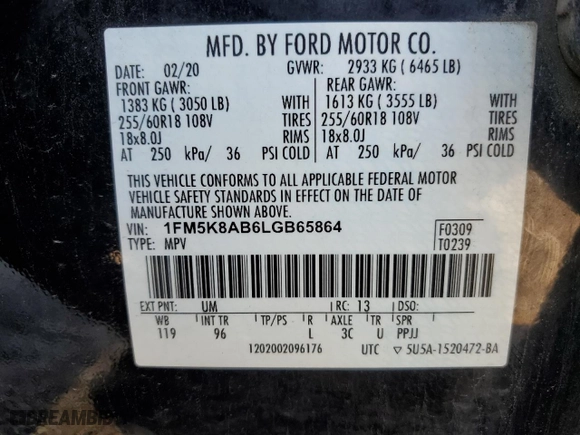 MFD. BY FORD MOTOR CO.
DATE: 02/20 GVWR: 2933 KG ( 6465 LB)
FRONT GAWR: REAR GAWR:
1383 KG ( 3050 LB) WITH 1613 KG ( 3555 LB) WITH
255/60R18 108V TIRES 255/60R18 108V TIRES
18x8.0J RIMS 18x8.0J RIMS
AT 250 kPa/ 36 PSI COLD AT 250 kPa/ 36 PSI COLD
THIS VEHICLE CONFORMS TO ALL APPLICABLE FEDERAL MOTOR
VEHICLE SAFETY STANDARDS IN EFFECT ON THE DATE OF
MANUFACTURE SHOWN ABOVE.
VIN: 1FM5K8AB6LGB65864 F0309
TYPE: MPV T0239
EXT PNT: UM RC: 13 DSO:
WB INT TR TP/PS R AXLE TR SPR
119 96 L 3C U PPJJ
1202002096176 UTC ▽ 5U5A-1520472-BA
DREAMBID